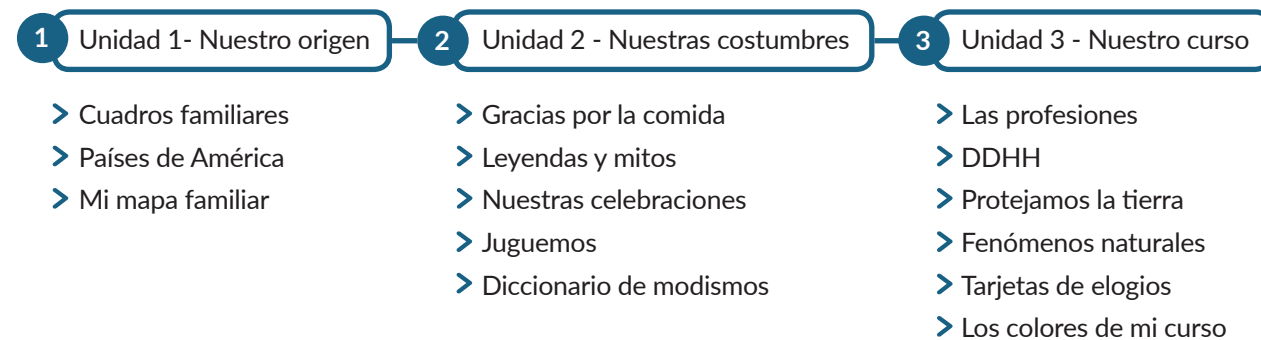 1 Unidad 1- Nuestro origen
Cuadros familiares
Países de América
Mi mapa familiar
2 Unidad 2 - Nuestras costumbres
Gracias por la comida
Leyendas y mitos
Nuestras celebraciones
Juguemos
Diccionario de modismos
3 Unidad 3 - Nuestro curso
Las profesiones
DDHH
Protejamos la tierra
Fenómenos naturales
Tarjetas de elogios
Los colores de mi curso